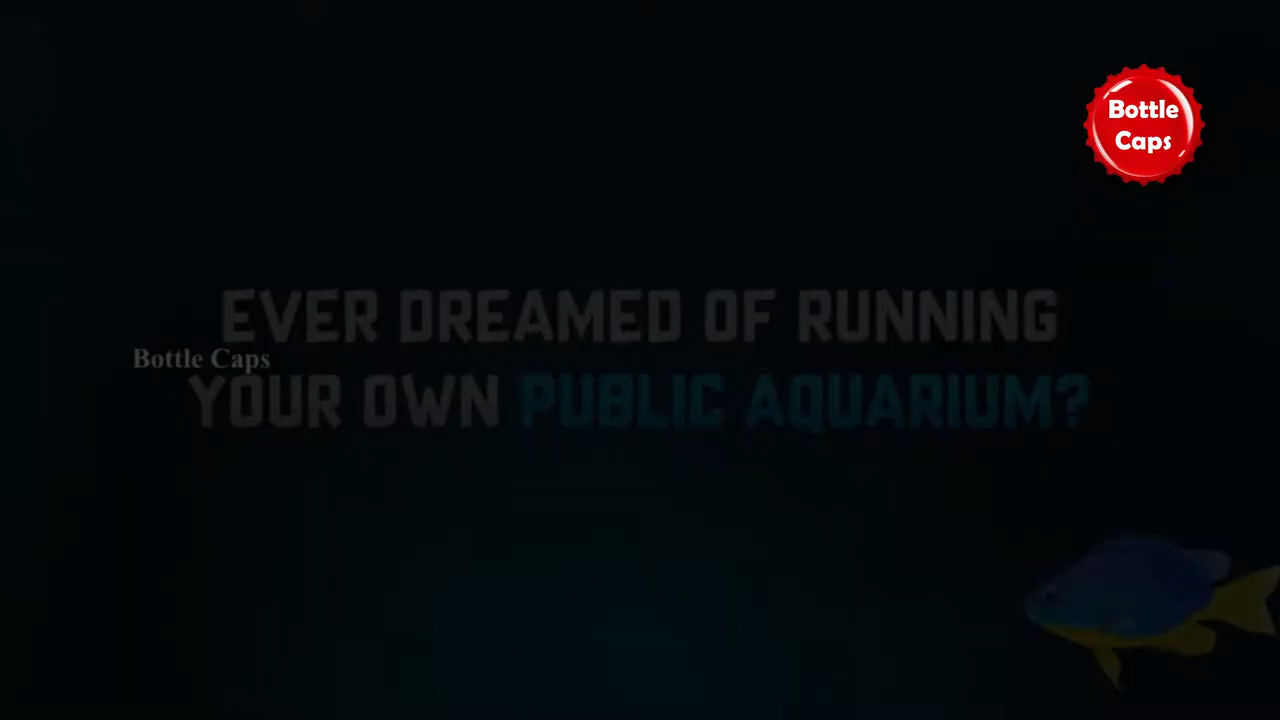 Bottle
Caps
EVER DREAMED OF RUNNING
Bottle Caps
YOUR OWN PUBLIC AQUARIUM?